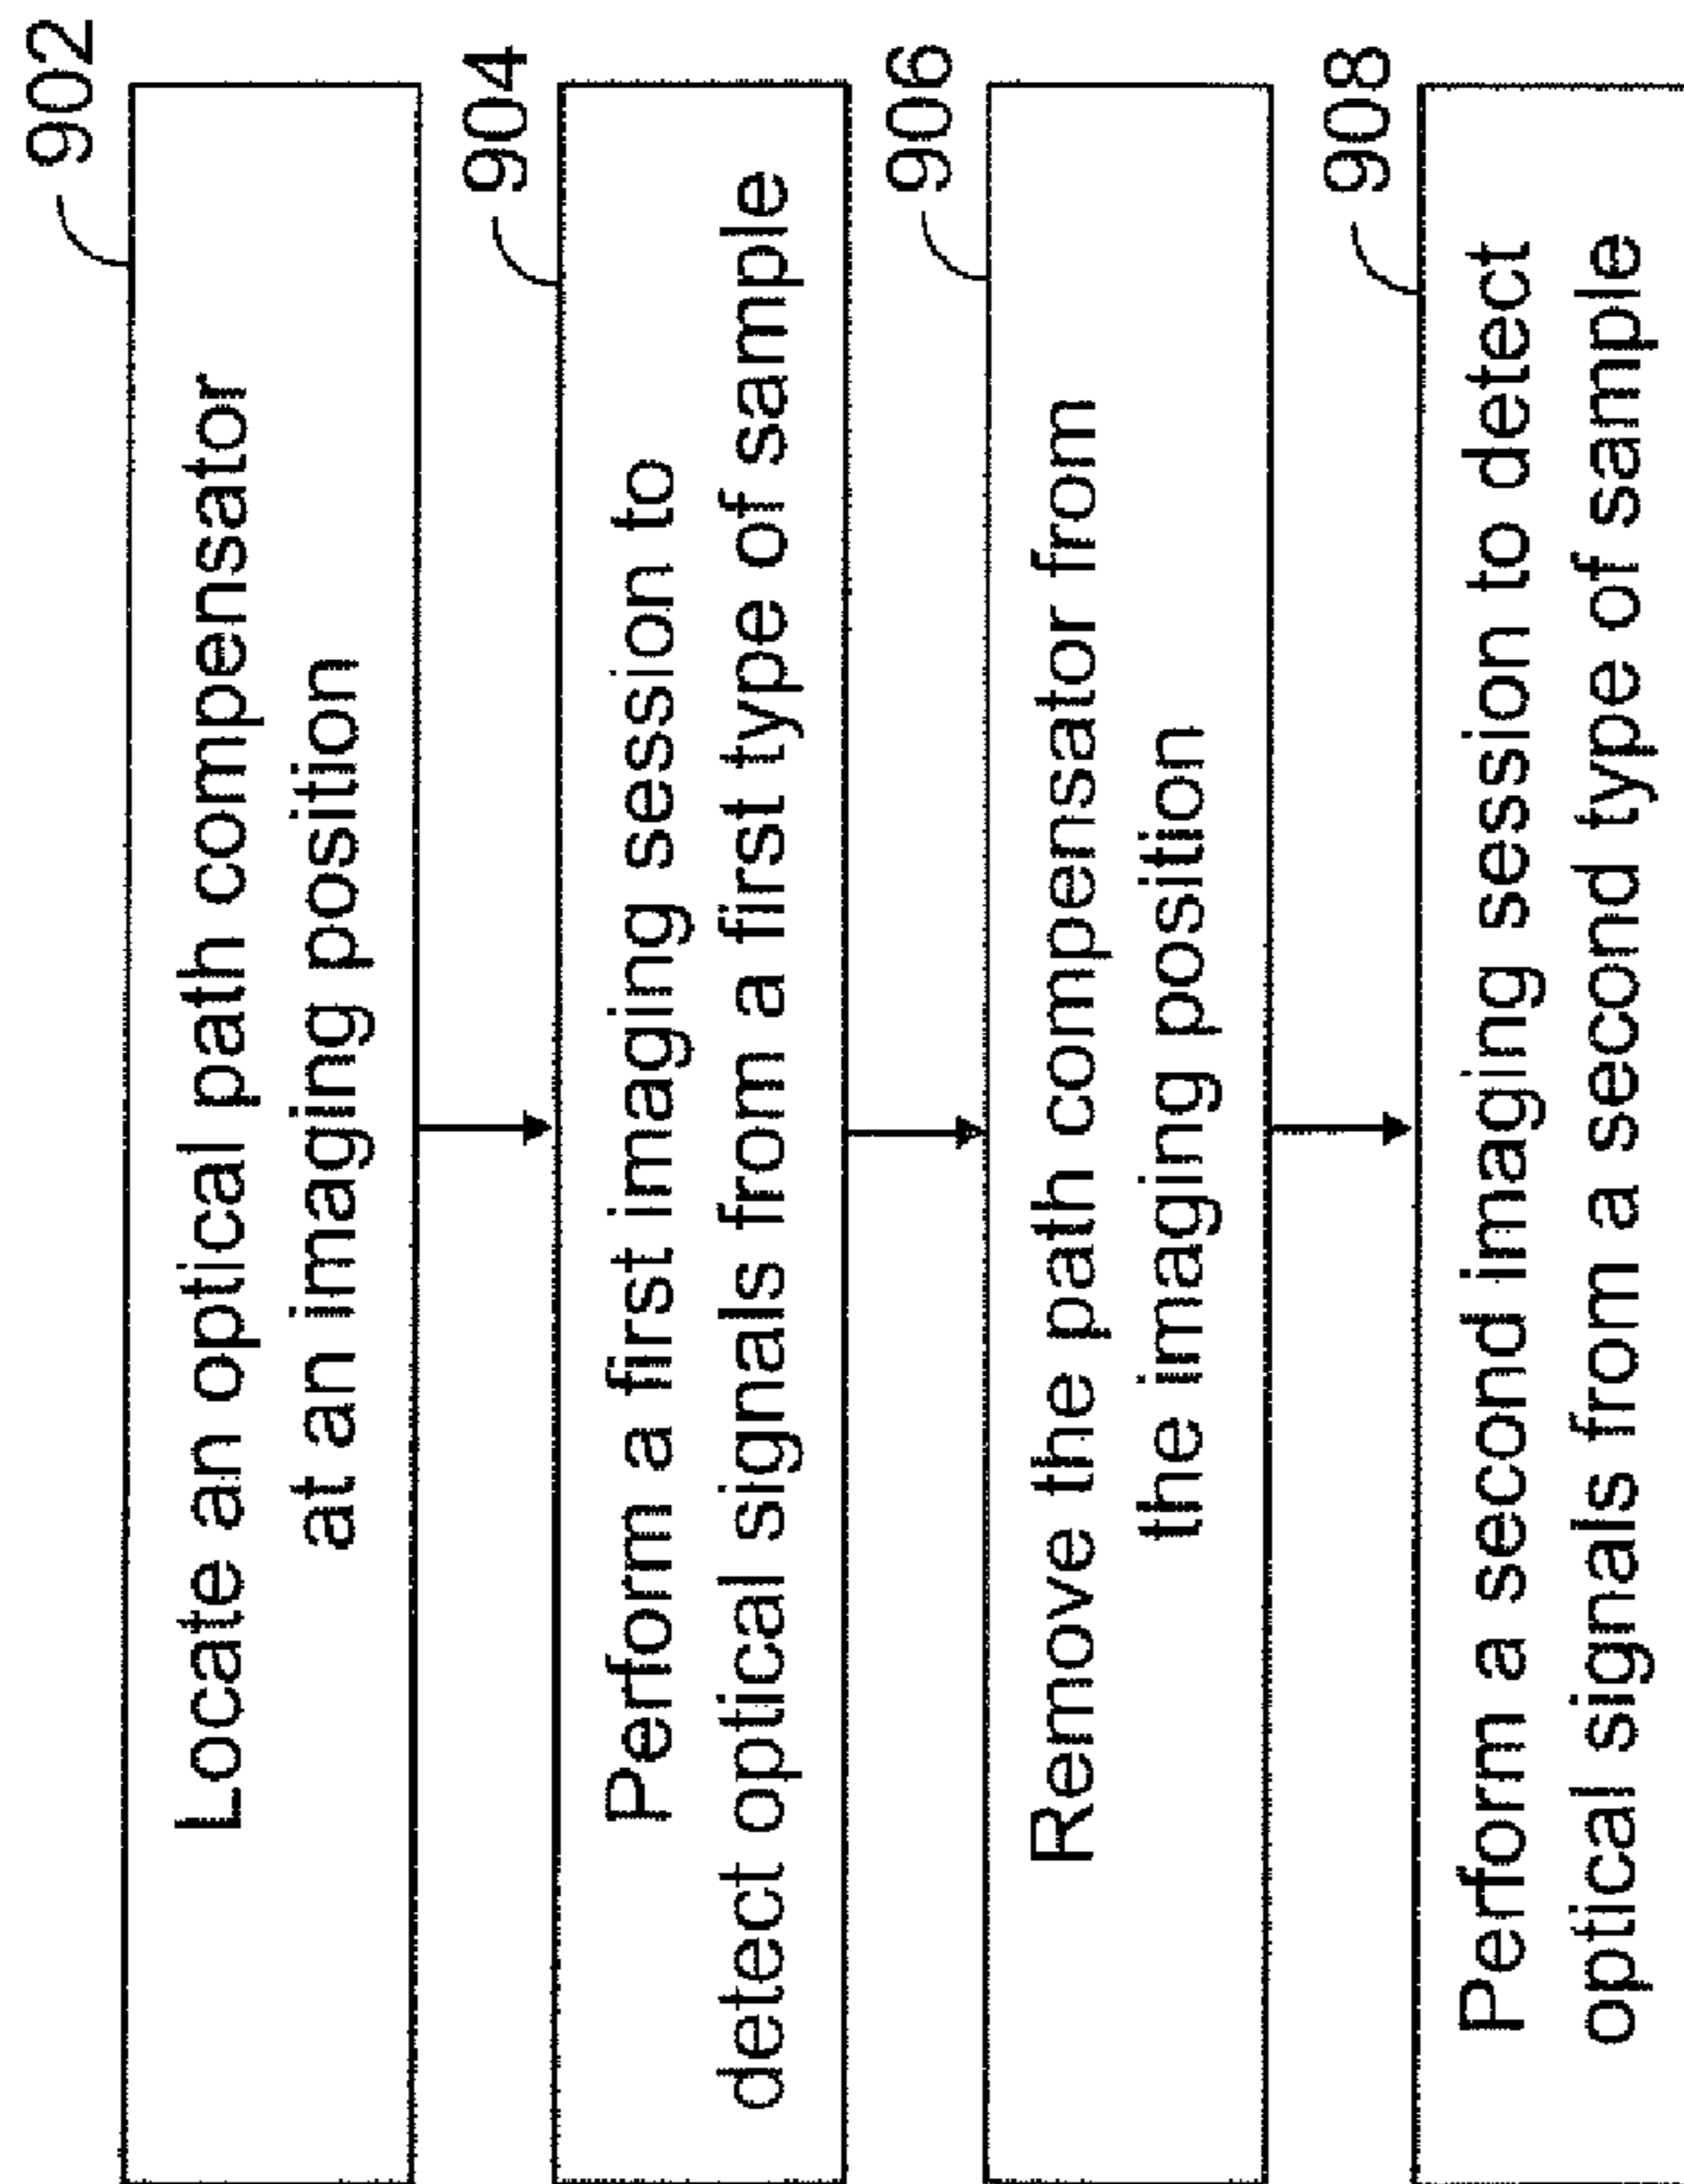 902
Locate an optical path compensator
at an imaging position
904
Perform a first imaging session to
detect optical signals from a first type of sample
906
Remove the path compensator from
the imaging position
908
Perform a second imaging session to detect
optical signals from a second type of sample